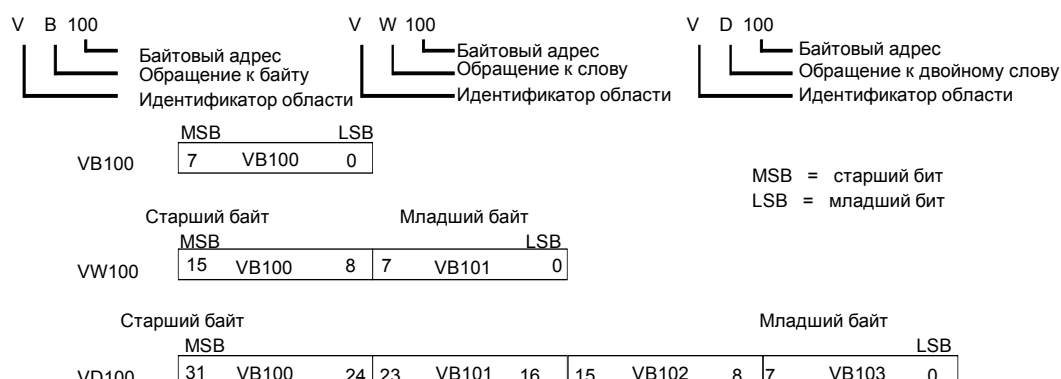 V B 100 V W 100 V D 100
Байтовый адрес Байтовый адрес Байтовый адрес
Обращение к байту Обращение к слову Обращение к двойному слову
Идентификатор области Идентификатор области Идентификатор области
MSB LSB
VB100 7 VB100 0
MSB = старший бит
LSB = младший бит
Старший байт Младший байт
MSB LSB
VW100 15 VB100 8 7 VB101 0
Старший байт Младший байт
MSB LSB
VD100 31 VB100 24 23 VB101 16 15 VB102 8 7 VB103 0